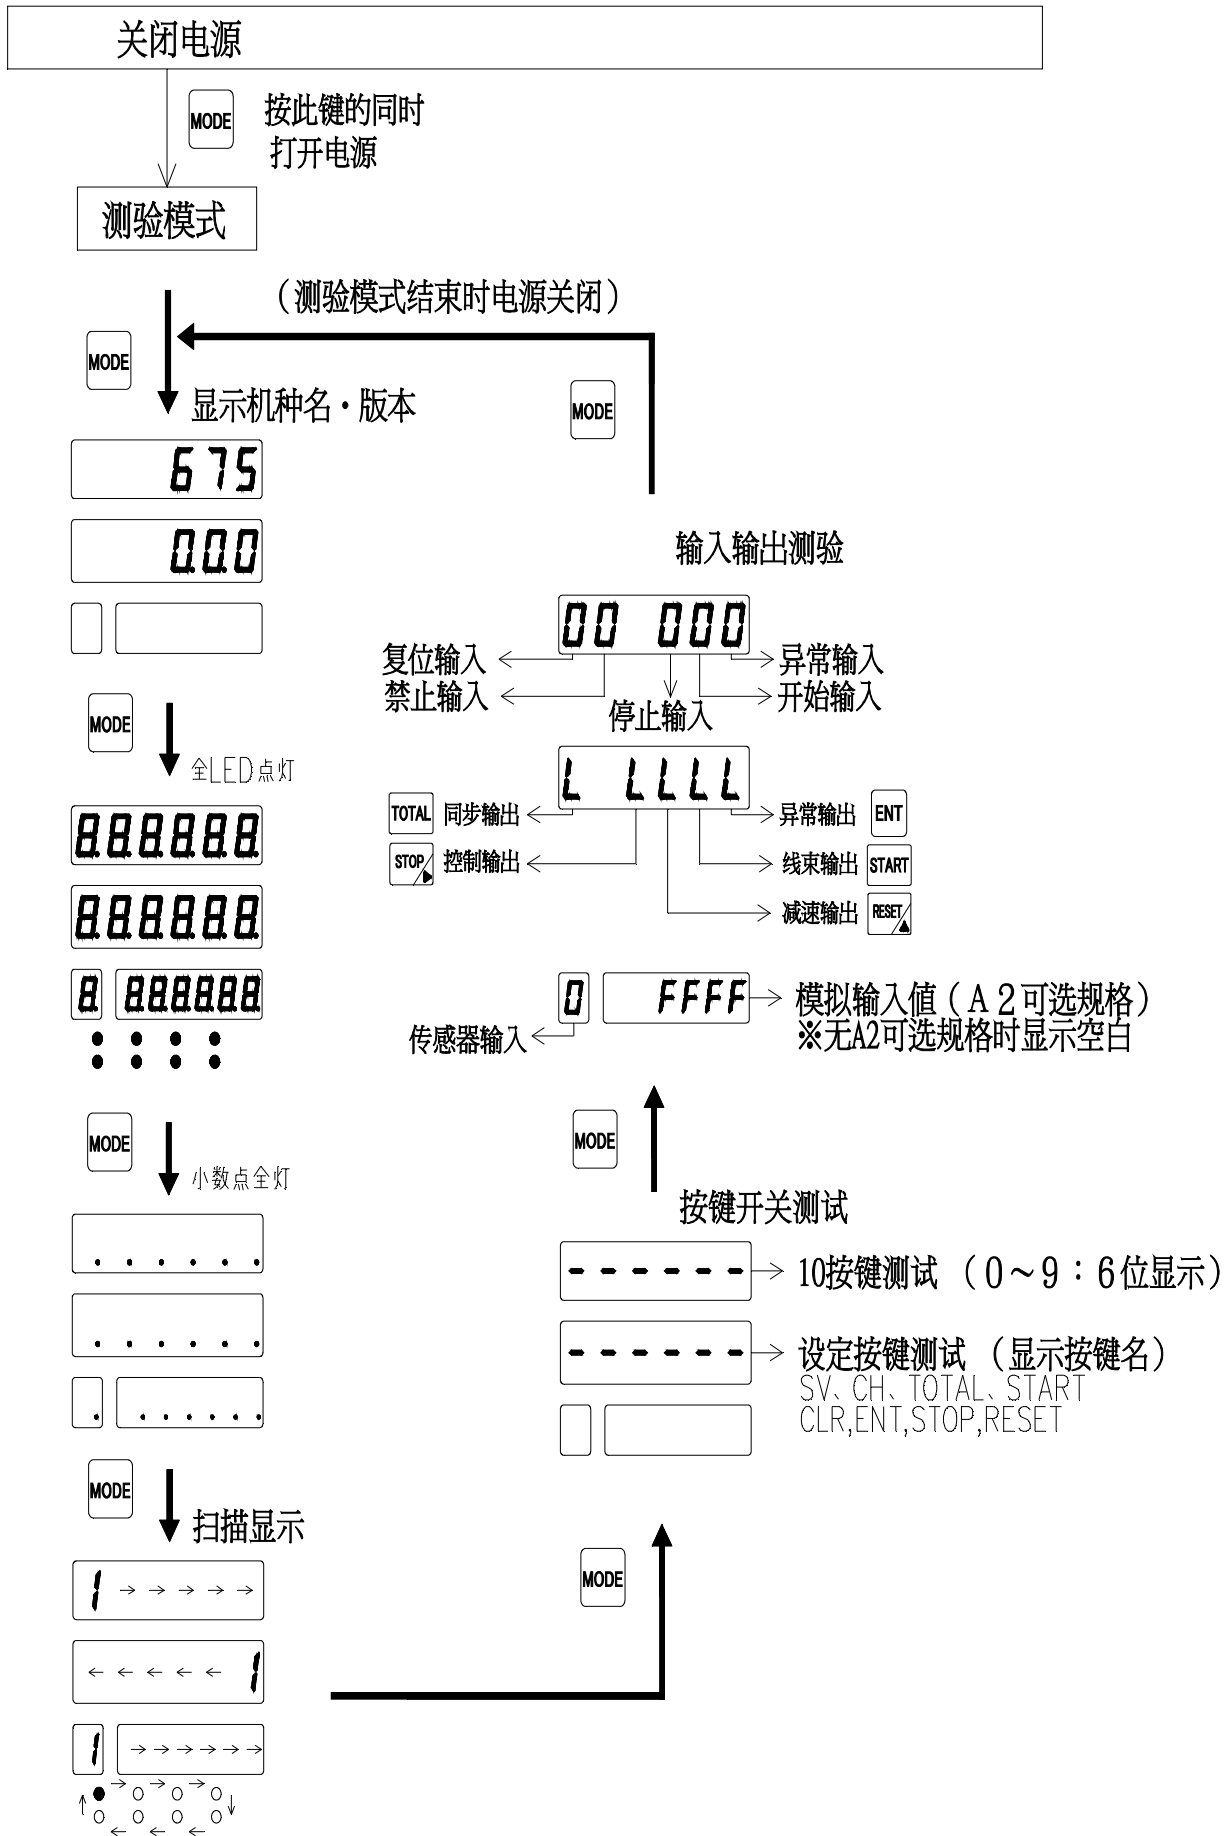 关闭电源
MODE
按此键的同时
打开电源
测验模式
(测验模式结束时电源关闭)
MODE
显示机种名・版本
675
0.0.0
MODE
全LED点灯
8.8.8.8.8.8.
8.8.8.8.8.8.
8. 8.8.8.8.8.8.
MODE
小数点全灯
. . . . . .
. . . . . .
. . . . . . .
MODE
扫描显示
1 → → → → →
← ← ← ← ← 1
1 → → → → → →
MODE
按键开关测试
- - - - - -
10按键测试 (0～9：6位显示)
- - - - - -
设定按键测试 (显示按键名)
SV、CH、TOTAL、START
CLR,ENT,STOP,RESET
MODE
输入输出测验
00 000
复位输入
异常输入
禁止输入
开始输入
停止输入
L LLLL
TOTAL 同步输出
异常输出 ENT
STOP 控制输出
线束输出 START
减速输出 RESET
0 FFFF
模拟输入值(A2可选规格)
※无A2可选规格时显示空白
传感器输入
MODE